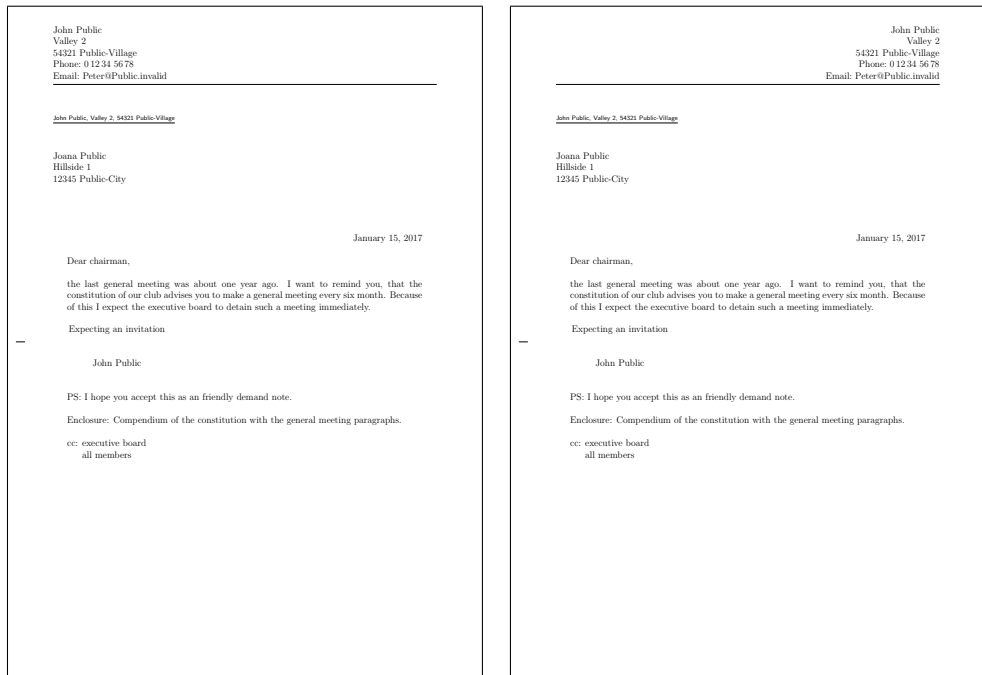 John Public
Valley 2
54321 Public-Village
Phone: 0 12 34 56 78
Email: Peter@Public.invalid
John Public, Valley 2, 54321 Public-Village
Joana Public
Hillside 1
12345 Public-City
January 15, 2017
Dear chairman,
the last general meeting was about one year ago. I want to remind you, that the
constitution of our club advises you to make a general meeting every six month. Because
of this I expect the executive board to detain such a meeting immediately.
Expecting an invitation
John Public
PS: I hope you accept this as an friendly demand note.
Enclosure: Compendium of the constitution with the general meeting paragraphs.
cc: executive board
all members
John Public
Valley 2
54321 Public-Village
Phone: 0 12 34 56 78
Email: Peter@Public.invalid
John Public, Valley 2, 54321 Public-Village
Joana Public
Hillside 1
12345 Public-City
January 15, 2017
Dear chairman,
the last general meeting was about one year ago. I want to remind you, that the
constitution of our club advises you to make a general meeting every six month. Because
of this I expect the executive board to detain such a meeting immediately.
Expecting an invitation
John Public
PS: I hope you accept this as an friendly demand note.
Enclosure: Compendium of the constitution with the general meeting paragraphs.
cc: executive board
all members